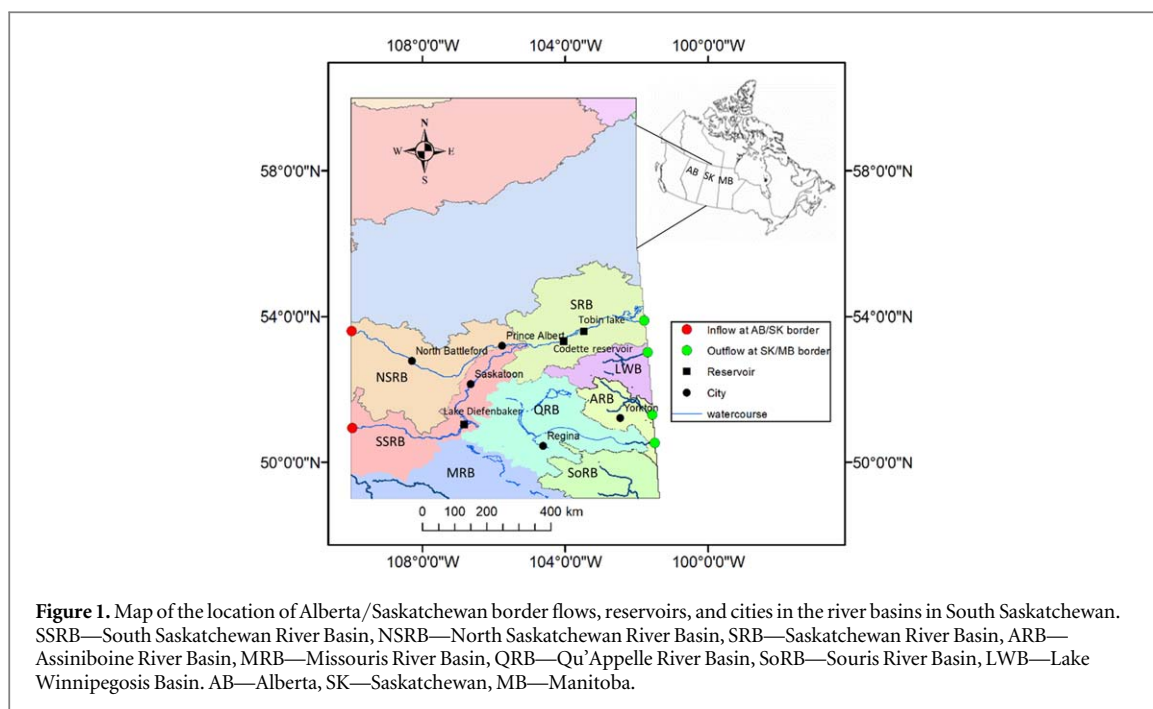 108°0'0"W 104°0'0"W 100°0'0"W
N
W E
S
58°0'0"N 58°0'0"N
AB SK MB
54°0'0"N 54°0'0"N
SRB
Tobin lake
Prince Albert
Codette reservoir
North Battleford
LWB
NSRB
Saskatoon
ARB
Lake Diefenbaker
QRB
Yorkton
SSRB
Regina
50°0'0"N 50°0'0"N
MRB
SoRB
Inflow at AB/SK border
Outflow at SK/MB border
Reservoir
City
watercourse
0 100 200 400 km
108°0'0"W 104°0'0"W 100°0'0"W
Figure 1. Map of the location of Alberta/Saskatchewan border flows, reservoirs, and cities in the river basins in South Saskatchewan.
SSRB—South Saskatchewan River Basin, NSRB—North Saskatchewan River Basin, SRB—Saskatchewan River Basin, ARB—
Assiniboine River Basin, MRB—Missouris River Basin, QRB—Qu'Appelle River Basin, SoRB—Souris River Basin, LWB—Lake
Winnipegosis Basin. AB—Alberta, SK—Saskatchewan, MB—Manitoba.